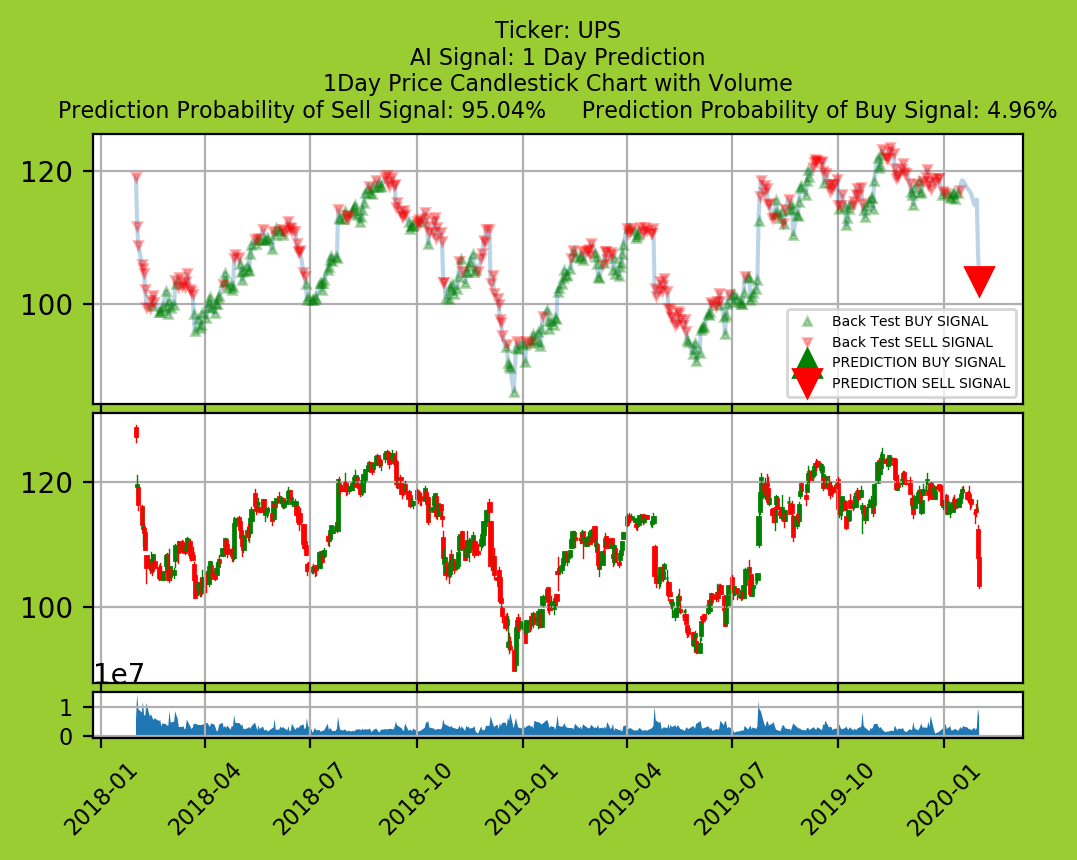 Ticker: UPS
AI Signal: 1 Day Prediction
1Day Price Candlestick Chart with Volume
Prediction Probability of Sell Signal: 95.04% Prediction Probability of Buy Signal: 4.96%
120
100
Back Test BUY SIGNAL
Back Test SELL SIGNAL
PREDICTION BUY SIGNAL
PREDICTION SELL SIGNAL
120
100
1e7
1
0
2018-01
2018-04
2018-07
2018-10
2019-01
2019-04
2019-07
2019-10
2020-01